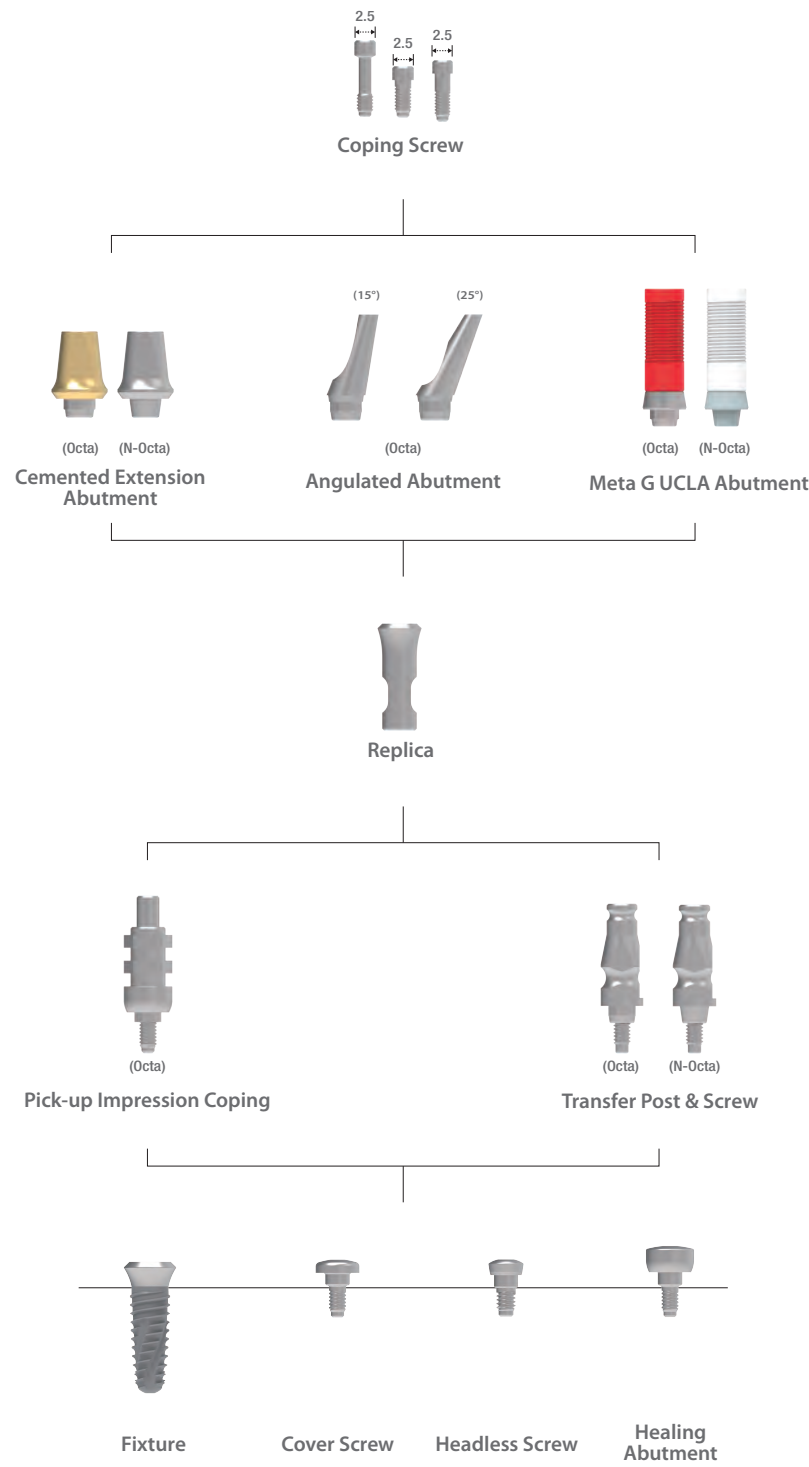 2.5
2.5
2.5
Coping Screw
(15°)
(25°)
(Octa)
(N-Octa)
Cemented Extension
Abutment
(Octa)
Angulated Abutment
(Octa)
(N-Octa)
Meta G UCLA Abutment
Replica
(Octa)
Pick-up Impression Coping
(Octa)
(N-Octa)
Transfer Post & Screw
Fixture
Cover Screw
Headless Screw
Healing
Abutment